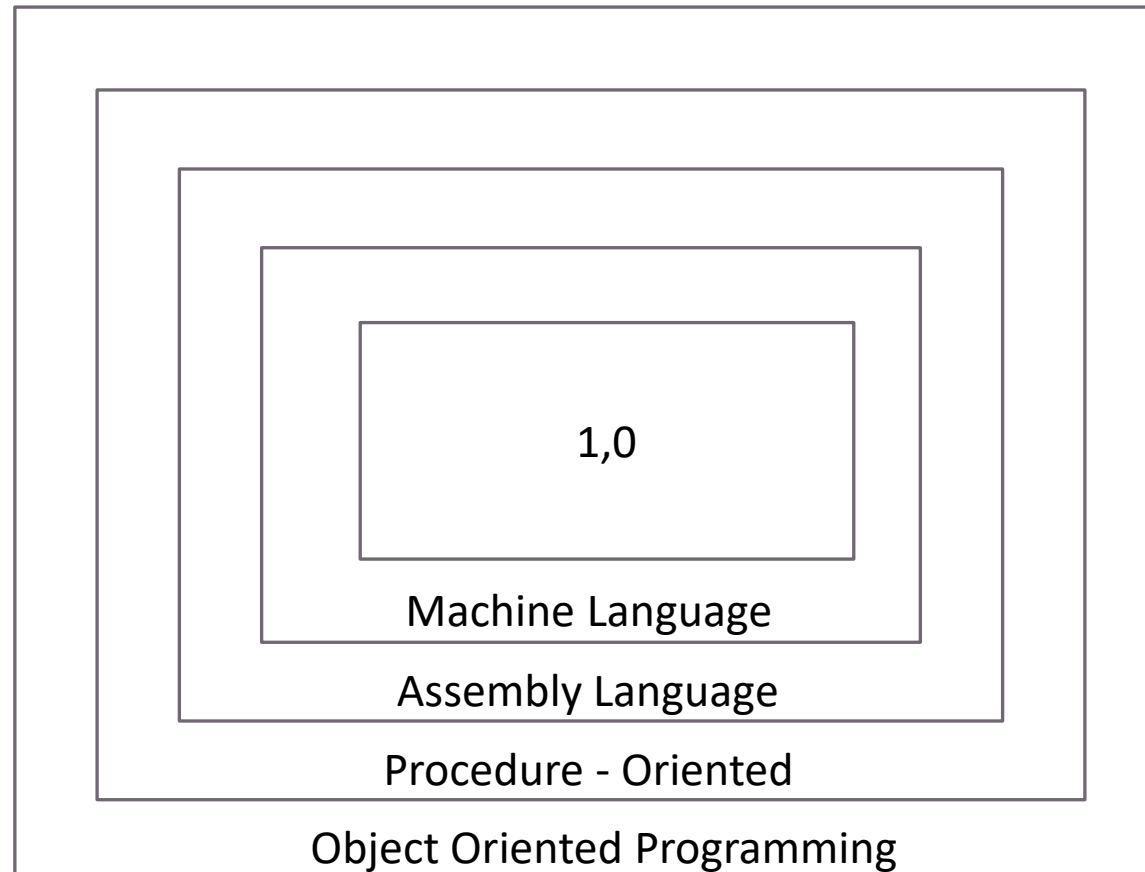 1,0
Machine Language
Assembly Language
Procedure - Oriented
Object Oriented Programming